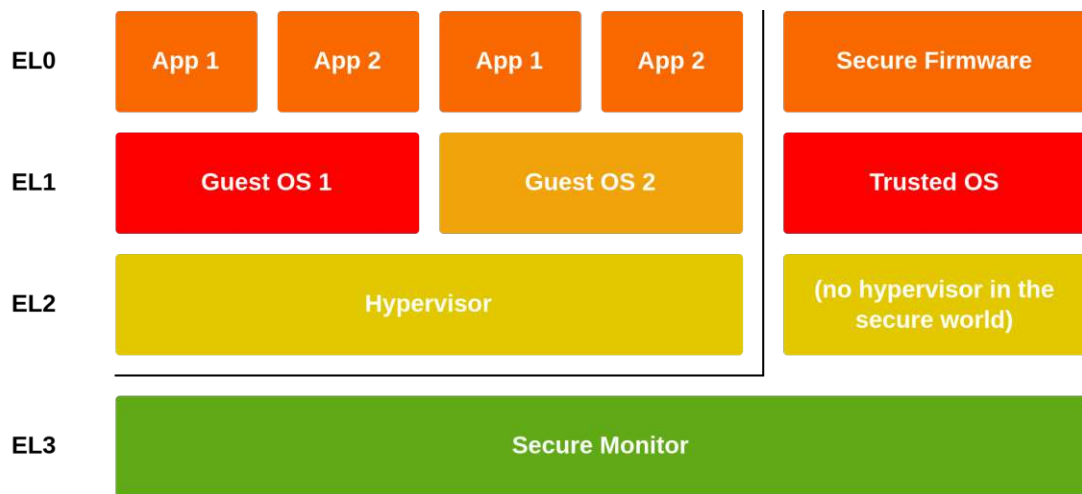 EL0
App 1
App 2
App 1
App 2
Secure Firmware
EL1
Guest OS 1
Guest OS 2
Trusted OS
EL2
Hypervisor
(no hypervisor in the
secure world)
EL3
Secure Monitor